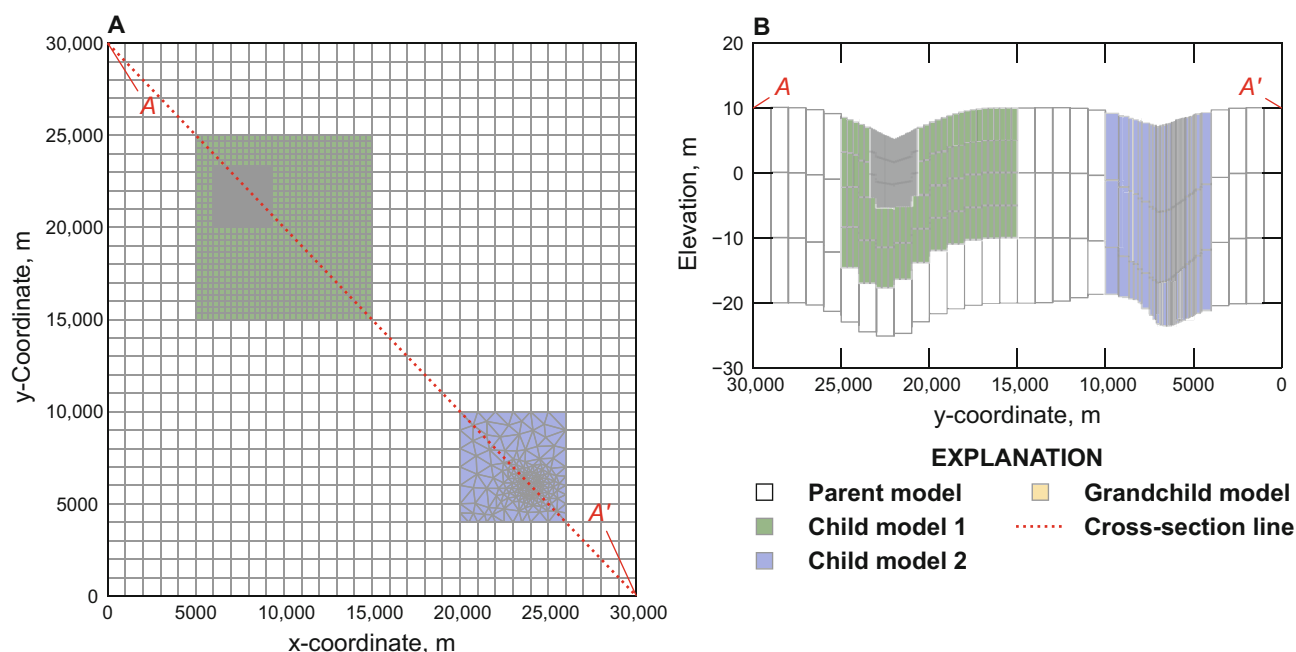 A
30,000
25,000
20,000
15,000
10,000
5000
0
y-Coordinate, m
0
5000
10,000
15,000
20,000
25,000
30,000
x-coordinate, m
A
A'
B
20
10
0
−10
−20
−30
Elevation, m
A
A'
30,000
25,000
20,000
15,000
10,000
5000
0
y-coordinate, m
EXPLANATION
Parent model
Child model 1
Child model 2
Grandchild model
Cross-section line